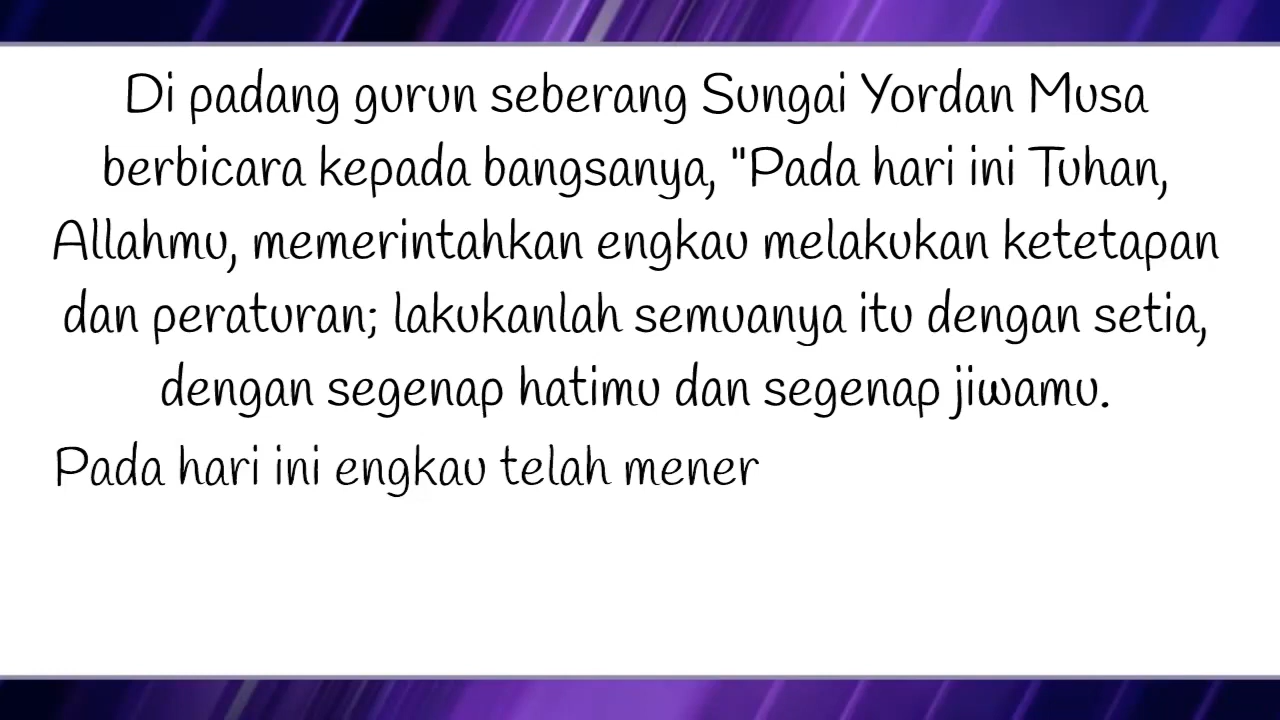 Di padang gurun seberang Sungai Yordan Musa
berbicara kepada bangsanya, "Pada hari ini Tuhan,
Allahmu, memerintahkan engkau melakukan ketetapan
dan peraturan; lakukanlah semuanya itu dengan setia,
dengan segenap hatimu dan segenap jiwamu.
Pada hari ini engkau telah mener